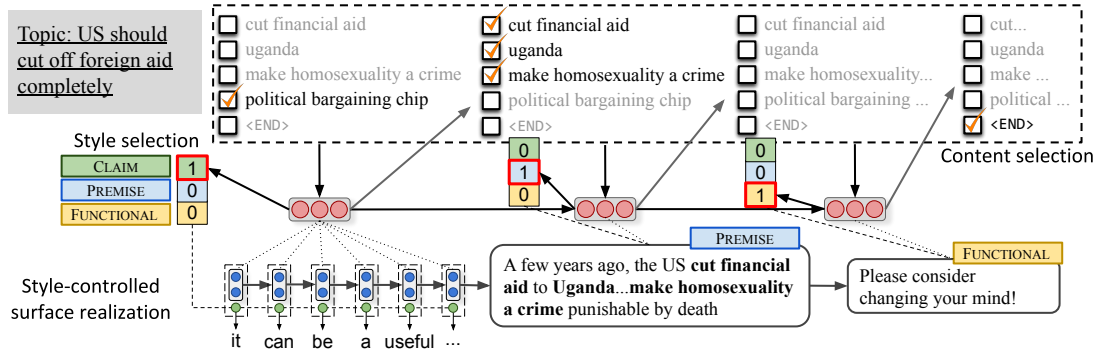 Topic: US should
cut off foreign aid
completely
cut financial aid
uganda
make homosexuality a crime
political bargaining chip
<END>
cut financial aid
uganda
make homosexuality a crime
political bargaining chip
<END>
cut financial aid
uganda
make homosexuality...
political bargaining ...
<END>
cut...
uganda
make ...
political ...
<END>
Content selection
Style selection
CLAIM 1
PREMISE 0
FUNCTIONAL 0
0
1
0
0
0
1
PREMISE
A few years ago, the US cut financial
aid to Uganda...make homosexuality
a crime punishable by death
FUNCTIONAL
Please consider
changing your mind!
Style-controlled
surface realization
it can be a useful ...